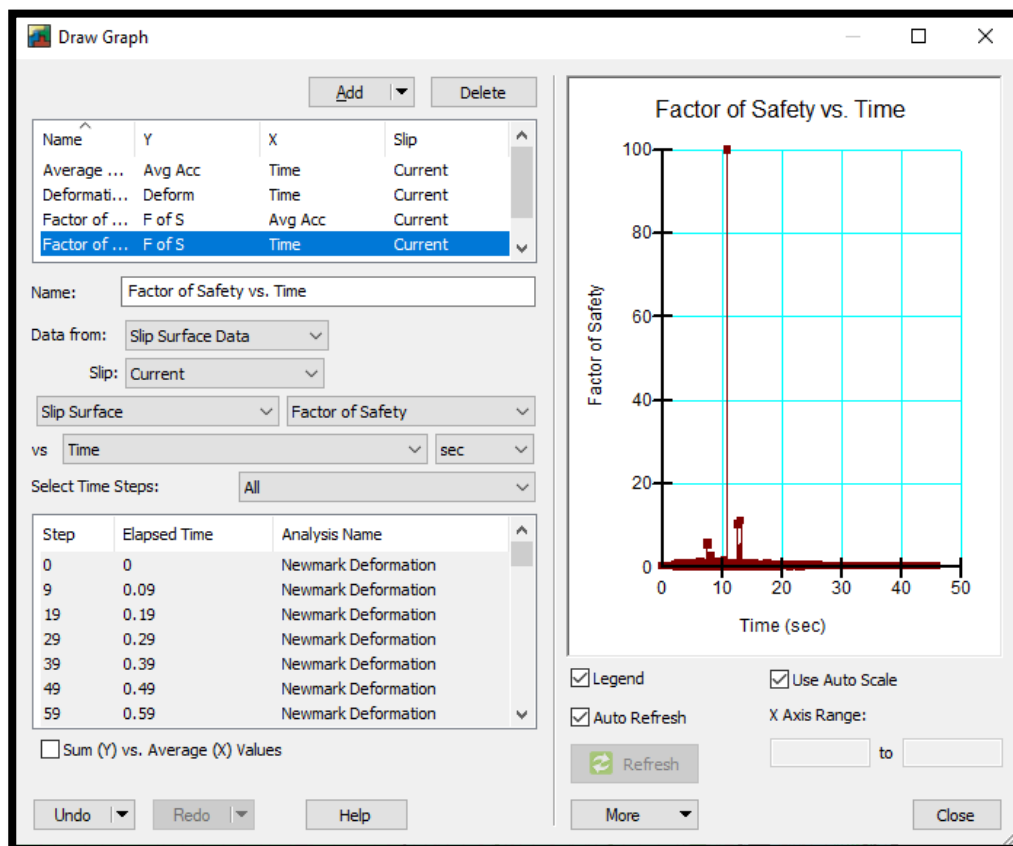 Draw Graph
Add
Delete
Name Y X Slip
Average ... Avg Acc Time Current
Deformati... Deform Time Current
Factor of ... F of S Avg Acc Current
Factor of ... F of S Time Current
Name: Factor of Safety vs. Time
Data from: Slip Surface Data
Slip: Current
Slip Surface Factor of Safety
vs Time sec
Select Time Steps: All
Step Elapsed Time Analysis Name
0 0 Newmark Deformation
9 0.09 Newmark Deformation
19 0.19 Newmark Deformation
29 0.29 Newmark Deformation
39 0.39 Newmark Deformation
49 0.49 Newmark Deformation
59 0.59 Newmark Deformation
Sum (Y) vs. Average (X) Values
Undo Redo Help
Factor of Safety vs. Time
Factor of Safety
100
80
60
40
20
0
0 10 20 30 40 50
Time (sec)
Legend Use Auto Scale
Auto Refresh X Axis Range:
Refresh to
More Close